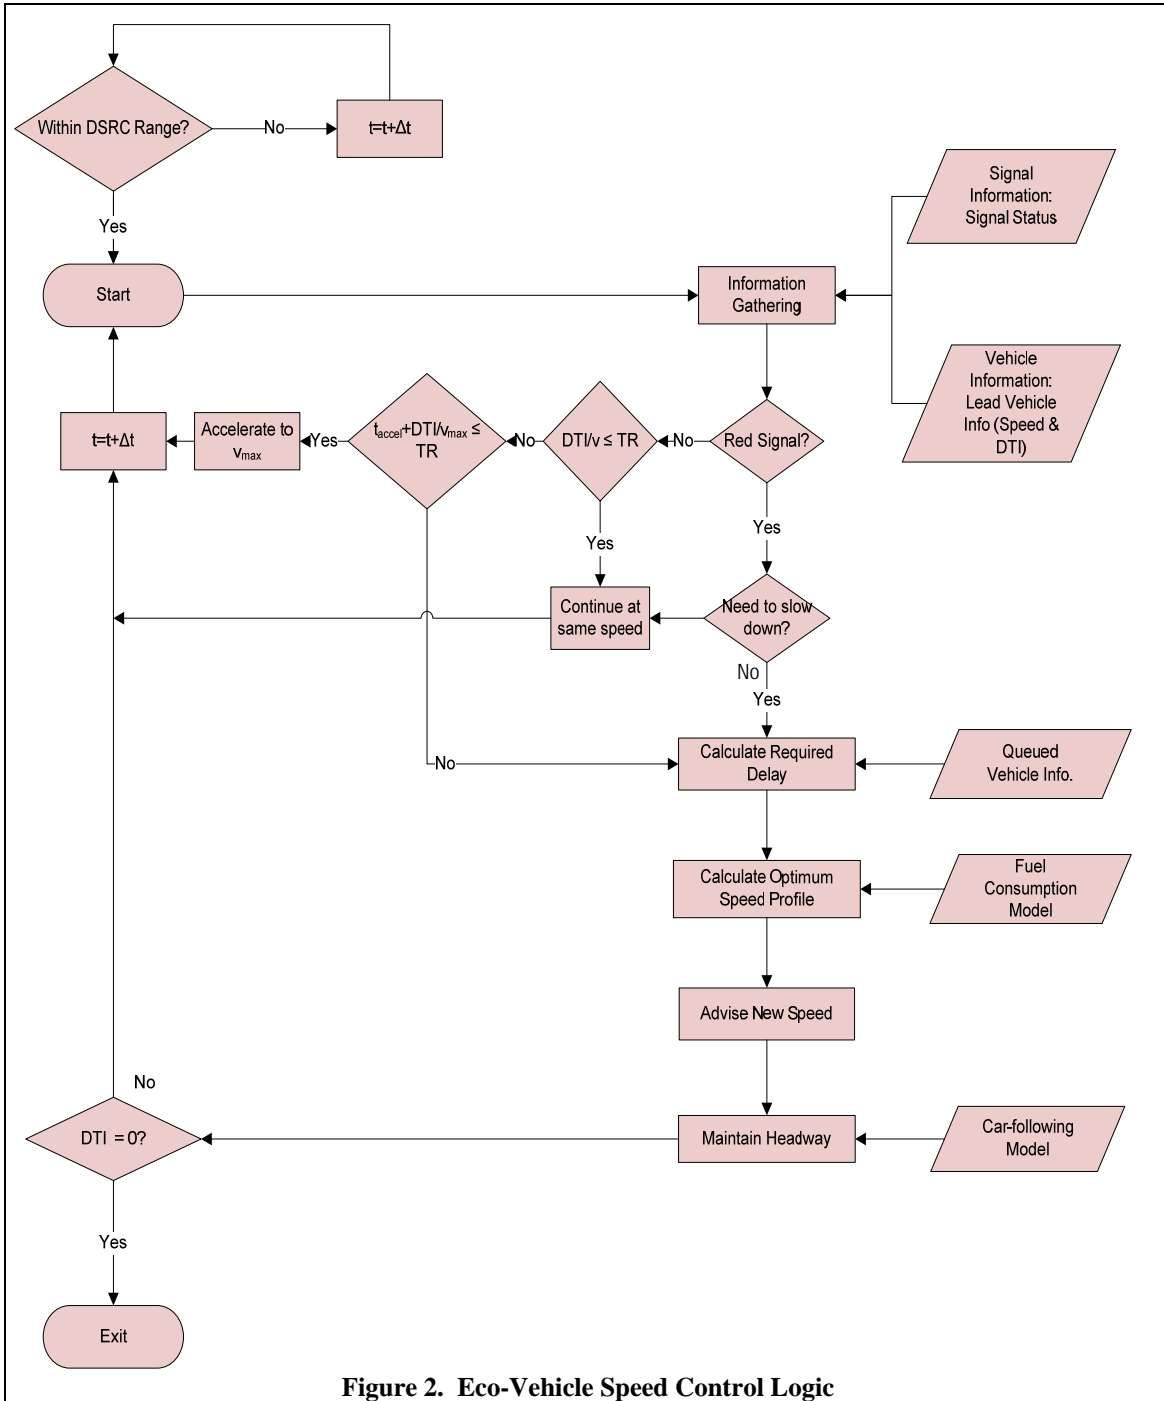 Within DSRC Range?
No
t=t+Δt
Yes
Signal
Information:
Signal Status
Start
Information
Gathering
Vehicle
Information:
Lead Vehicle
Info (Speed &
DTI)
t=t+Δt
Accelerate to
vmax
Yes
taccel+DTI/vmax ≤
TR
No
DTI/v ≤ TR
No
Red Signal?
Yes
Yes
Continue at
same speed
Need to slow
down?
No
Yes
No
Calculate Required
Delay
Queued
Vehicle Info.
Calculate Optimum
Speed Profile
Fuel
Consumption
Model
Advise New Speed
No
DTI = 0?
Maintain Headway
Car-following
Model
Yes
Exit
Figure 2. Eco-Vehicle Speed Control Logic